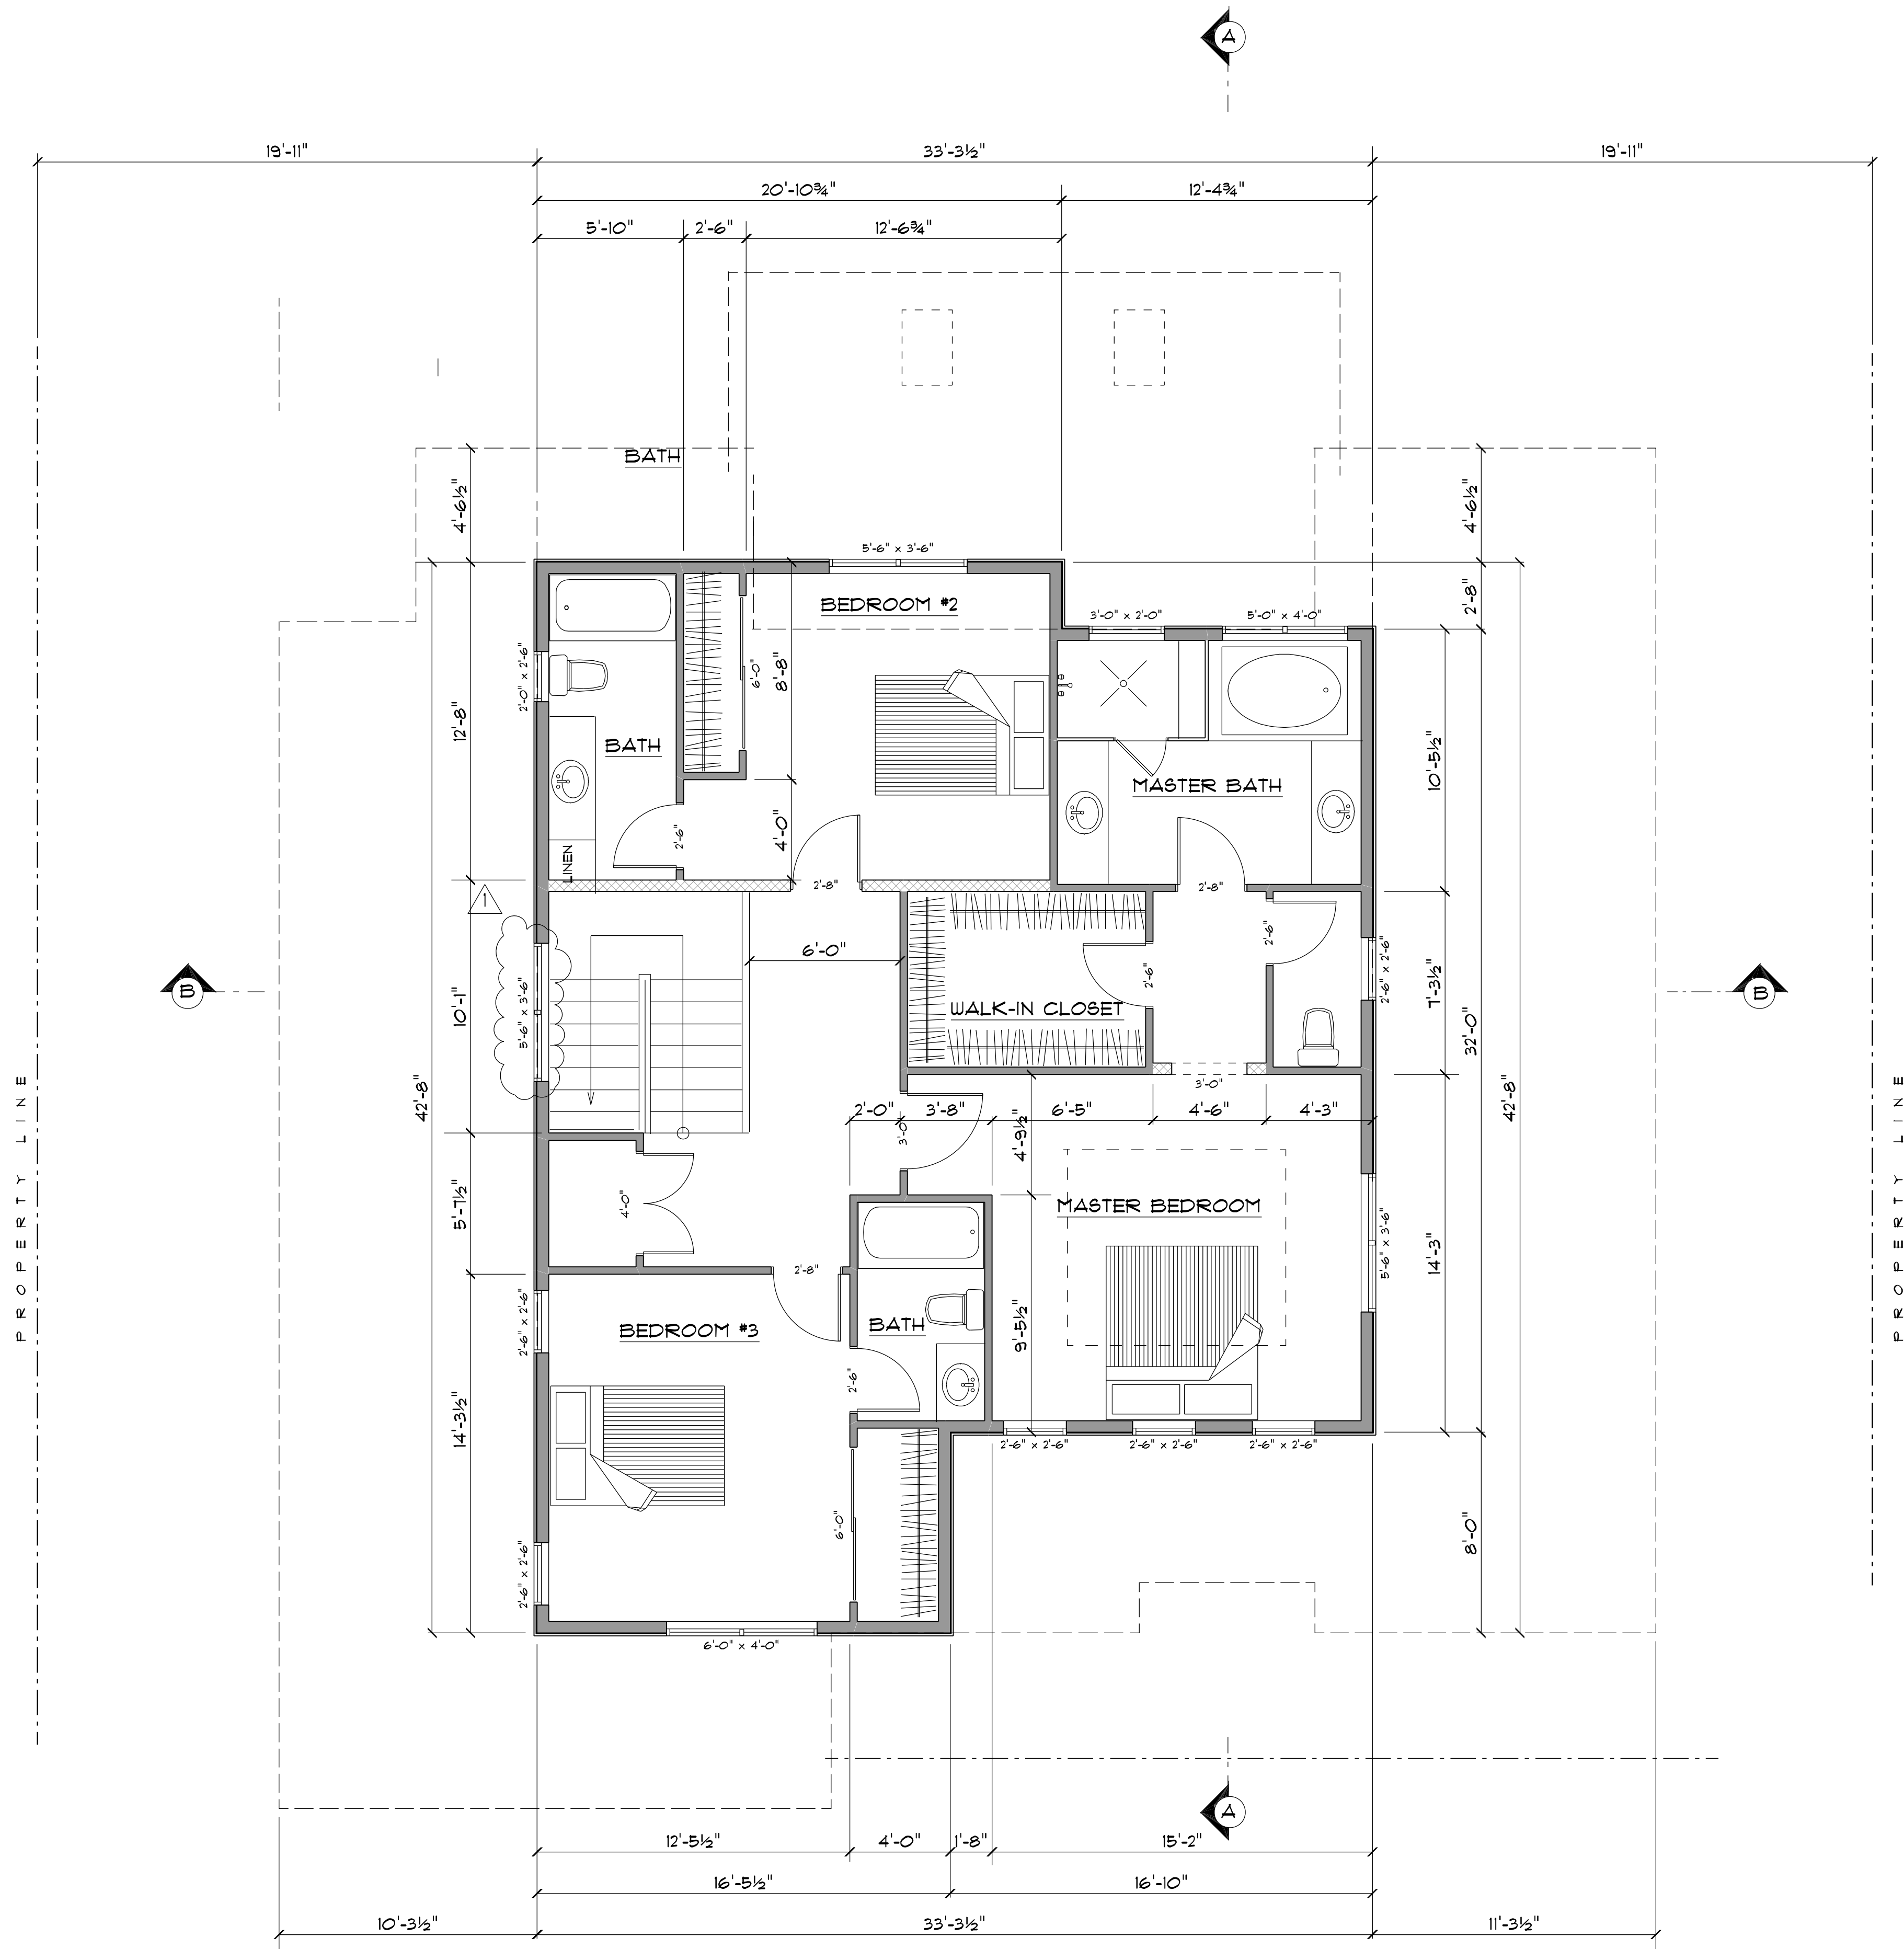 A
19'-11"
33'-3½"
19'-11"
20'-10¾"
12'-4¾"
5'-10"
2'-6"
12'-6¾"
BATH
4'-6½"
4'-6½"
5'-6" x 3'-6"
BEDROOM #2
2'-8"
3'-0" x 2'-0"
5'-0" x 4'-0"
2'-0" x 2'-6"
6'-0"
8'-8"
12'-8"
BATH
10'-5½"
MASTER BATH
2'-6"
4'-0"
LINEN
2'-8"
2'-8"
1
2'-6"
6'-0"
2'-6"
2'-6" x 2'-6"
7'-3½"
B
B
5'-6" x 3'-6"
10'-1"
WALK-IN CLOSET
32'-0"
42'-8"
42'-8"
3'-0"
2'-0"
3'-8"
6'-5"
4'-6"
4'-3"
3'-0"
4'-9½"
PROPERTY LINE
PROPERTY LINE
5'-7½"
4'-0"
MASTER BEDROOM
5'-6" x 3'-6"
14'-3"
2'-8"
2'-6" x 2'-6"
BEDROOM #3
BATH
9'-5½"
2'-6"
14'-3½"
2'-6" x 2'-6"
2'-6" x 2'-6"
2'-6" x 2'-6"
6'-0"
8'-0"
2'-6" x 2'-6"
6'-0" x 4'-0"
A
12'-5½"
4'-0"
1'-8"
15'-2"
16'-5½"
16'-10"
10'-3½"
33'-3½"
11'-3½"